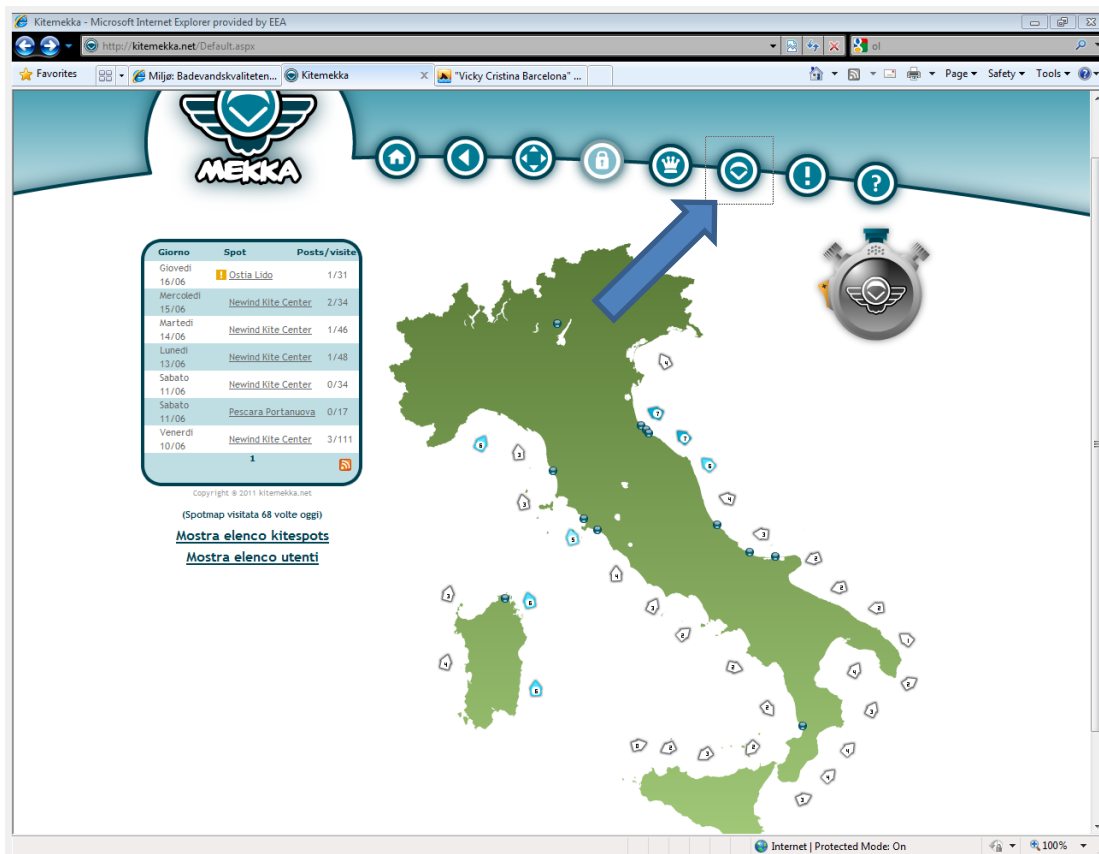 Kitemekka - Microsoft Internet Explorer provided by EEA
http://kitemekka.net/Default.aspx
ol
Favorites
Miljø: Badevandskvaliteten...
Kitemekka
"Vicky Cristina Barcelona" ...
Page
Safety
Tools
MEKKA
Giorno Spot Posts/visite
Giovedì 16/06 Ostia Lido 1/31
Mercoledì 15/06 Newind Kite Center 2/34
Martedì 14/06 Newind Kite Center 1/46
Lunedì 13/06 Newind Kite Center 1/48
Sabato 11/06 Newind Kite Center 0/34
Sabato 11/06 Pescara Portanuova 0/17
Venerdì 10/06 Newind Kite Center 3/111
1
Copyright © 2011 kitemekka.net
(Spotmap visitata 68 volte oggi)
Mostra elenco kitespots
Mostra elenco utenti
Internet | Protected Mode: On
100%